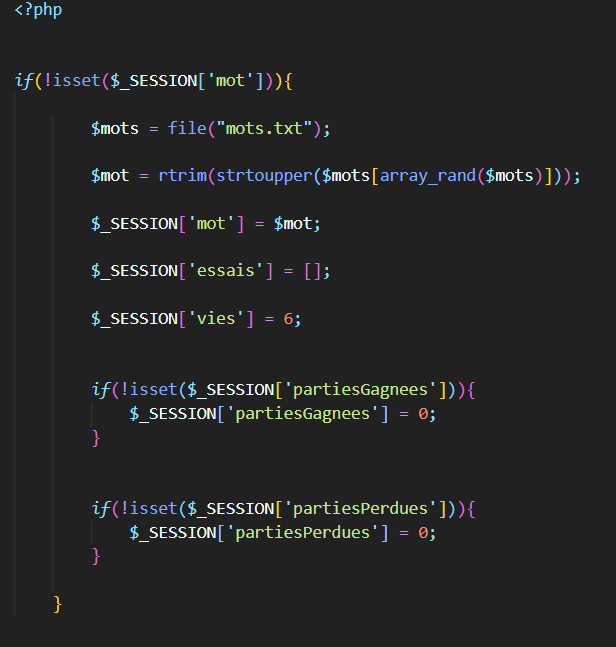 <?php
if(!isset($_SESSION['mot'])){
$mots = file("mots.txt");
$mot = rtrim(strtoupper($mots[array_rand($mots)]));
$_SESSION['mot'] = $mot;
$_SESSION['essais'] = [];
$_SESSION['vies'] = 6;
if(!isset($_SESSION['partiesGagnees'])){
$_SESSION['partiesGagnees'] = 0;
}
if(!isset($_SESSION['partiesPerdues'])){
$_SESSION['partiesPerdues'] = 0;
}
}